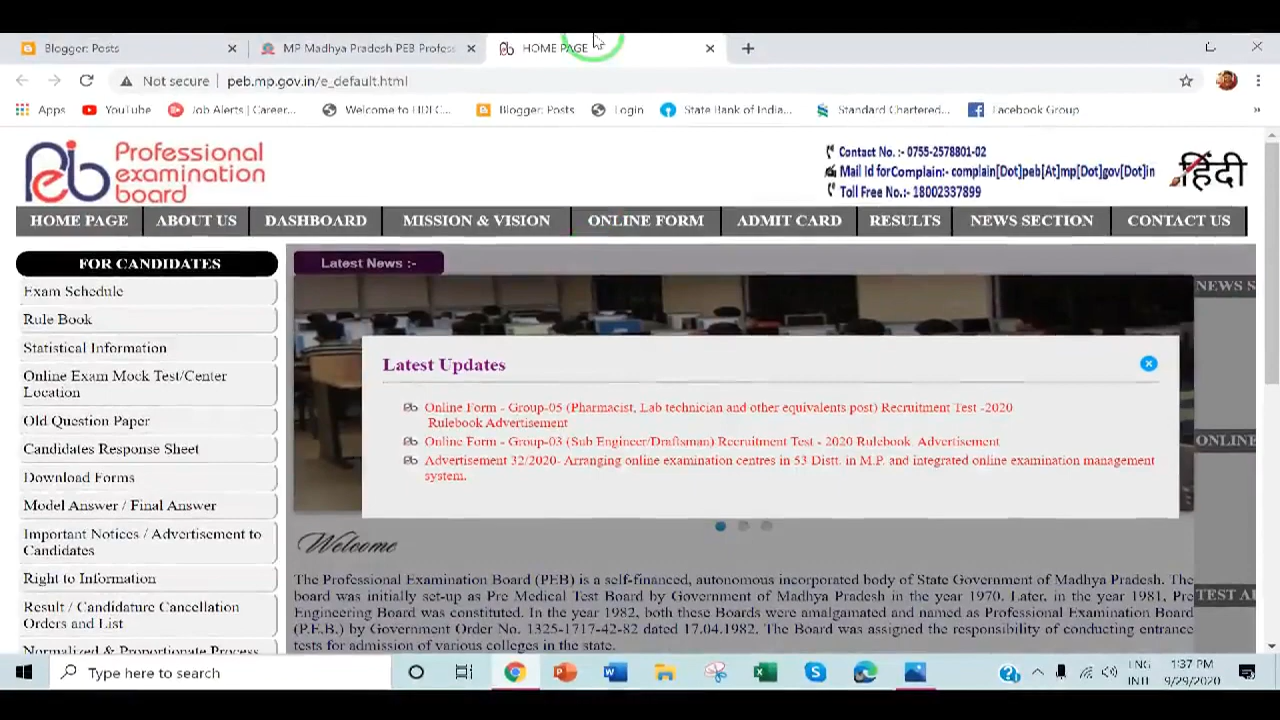 Blogger: Posts
MP Madhya Pradesh PEB Profess
HOME PAGE
Not secure
peb.mp.gov.in/e_default.html
Apps
YouTube
Job Alerts | Career...
Welcome to HDFC...
Blogger: Posts
Login
State Bank of India...
Standard Chartered...
Facebook Group
»
Professional
examination
board
Contact No. :- 0755-2578801-02
Mail Id forComplain:- complain[Dot]peb[At]mp[Dot]gov[Dot]in
Toll Free No.:- 18002337899
हिंदी
HOME PAGE
ABOUT US
DASHBOARD
MISSION & VISION
ONLINE FORM
ADMIT CARD
RESULTS
NEWS SECTION
CONTACT US
FOR CANDIDATES
Exam Schedule
Rule Book
Statistical Information
Online Exam Mock Test/Center
Location
Old Question Paper
Candidates Response Sheet
Download Forms
Model Answer / Final Answer
Important Notices / Advertisement to
Candidates
Right to Information
Result / Candidature Cancellation
Orders and List
Normalized & Proportionate Process
Latest News :-
NEWS S
ONLINE
TEST AD
Latest Updates
Online Form - Group-05 (Pharmacist, Lab technician and other equivalents post) Recruitment Test -2020
Rulebook Advertisement
Online Form - Group-03 (Sub Engineer/Draftsman) Recruitment Test - 2020 Rulebook Advertisement
Advertisement 32/2020- Arranging online examination centres in 53 Distt. in M.P. and integrated online examination management
system.
Welcome
The Professional Examination Board (PEB) is a self-financed, autonomous incorporated body of State Government of Madhya Pradesh. The
board was initially set-up as Pre Medical Test Board by Government of Madhya Pradesh in the year 1970. Later, in the year 1981, Pre
Engineering Board was constituted. In the year 1982, both these Boards were amalgamated and named as Professional Examination Board
(P.E.B.) by Government Order No. 1325-1717-42-82 dated 17.04.1982. The Board was assigned the responsibility of conducting entrance
tests for admission of various colleges in the state.
Type here to search
ENG
INTL
1:37 PM
9/29/2020